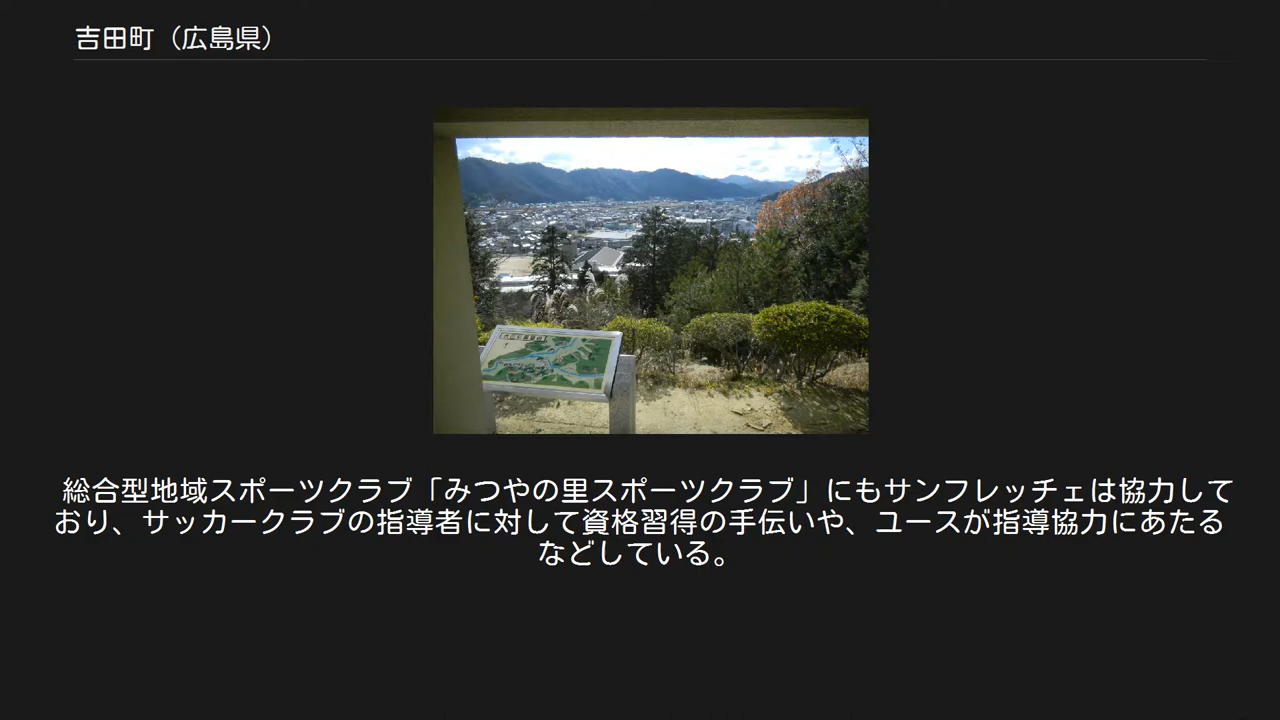 吉田町（広島県）
総合型地域スポーツクラブ「みつやの里スポーツクラブ」にもサンフレッチェは協力して
おり、サッカークラブの指導者に対して資格習得の手伝いや、ユースが指導協力にあたる
などしている。